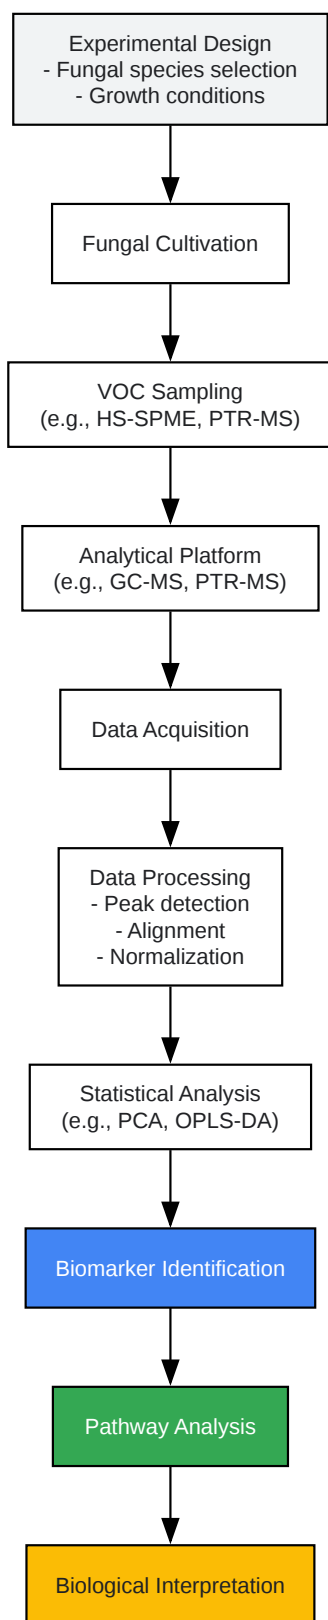 Experimental Design
- Fungal species selection
- Growth conditions
Fungal Cultivation
VOC Sampling
(e.g., HS-SPME, PTR-MS)
Analytical Platform
(e.g., GC-MS, PTR-MS)
Data Acquisition
Data Processing
- Peak detection
- Alignment
- Normalization
Statistical Analysis
(e.g., PCA, OPLS-DA)
Biomarker Identification
Pathway Analysis
Biological Interpretation